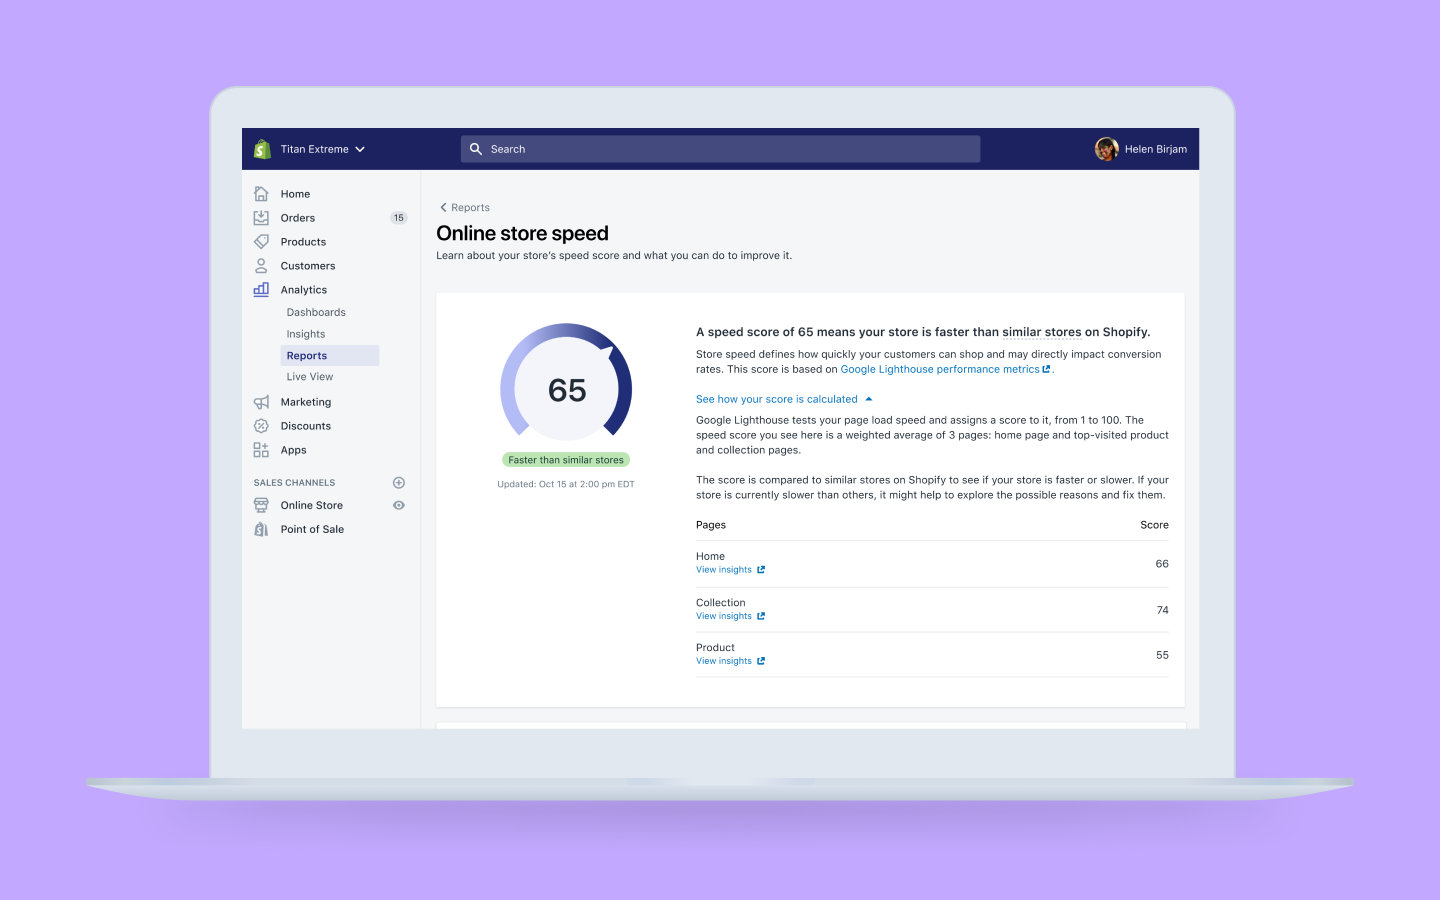 Titan Extreme
Search
Helen Birjam
Home
Orders 15
Products
Customers
Analytics
Dashboards
Insights
Reports
Live View
Marketing
Discounts
Apps
SALES CHANNELS
Online Store
Point of Sale
Reports
Online store speed
Learn about your store's speed score and what you can do to improve it.
65
Faster than similar stores
Updated: Oct 15 at 2:00 pm EDT
A speed score of 65 means your store is faster than similar stores on Shopify.
Store speed defines how quickly your customers can shop and may directly impact conversion
rates. This score is based on Google Lighthouse performance metrics.
See how your score is calculated
Google Lighthouse tests your page load speed and assigns a score to it, from 1 to 100. The
speed score you see here is a weighted average of 3 pages: home page and top-visited product
and collection pages.
The score is compared to similar stores on Shopify to see if your store is faster or slower. If your
store is currently slower than others, it might help to explore the possible reasons and fix them.
Pages Score
Home
View insights
66
Collection
View insights
74
Product
View insights
55